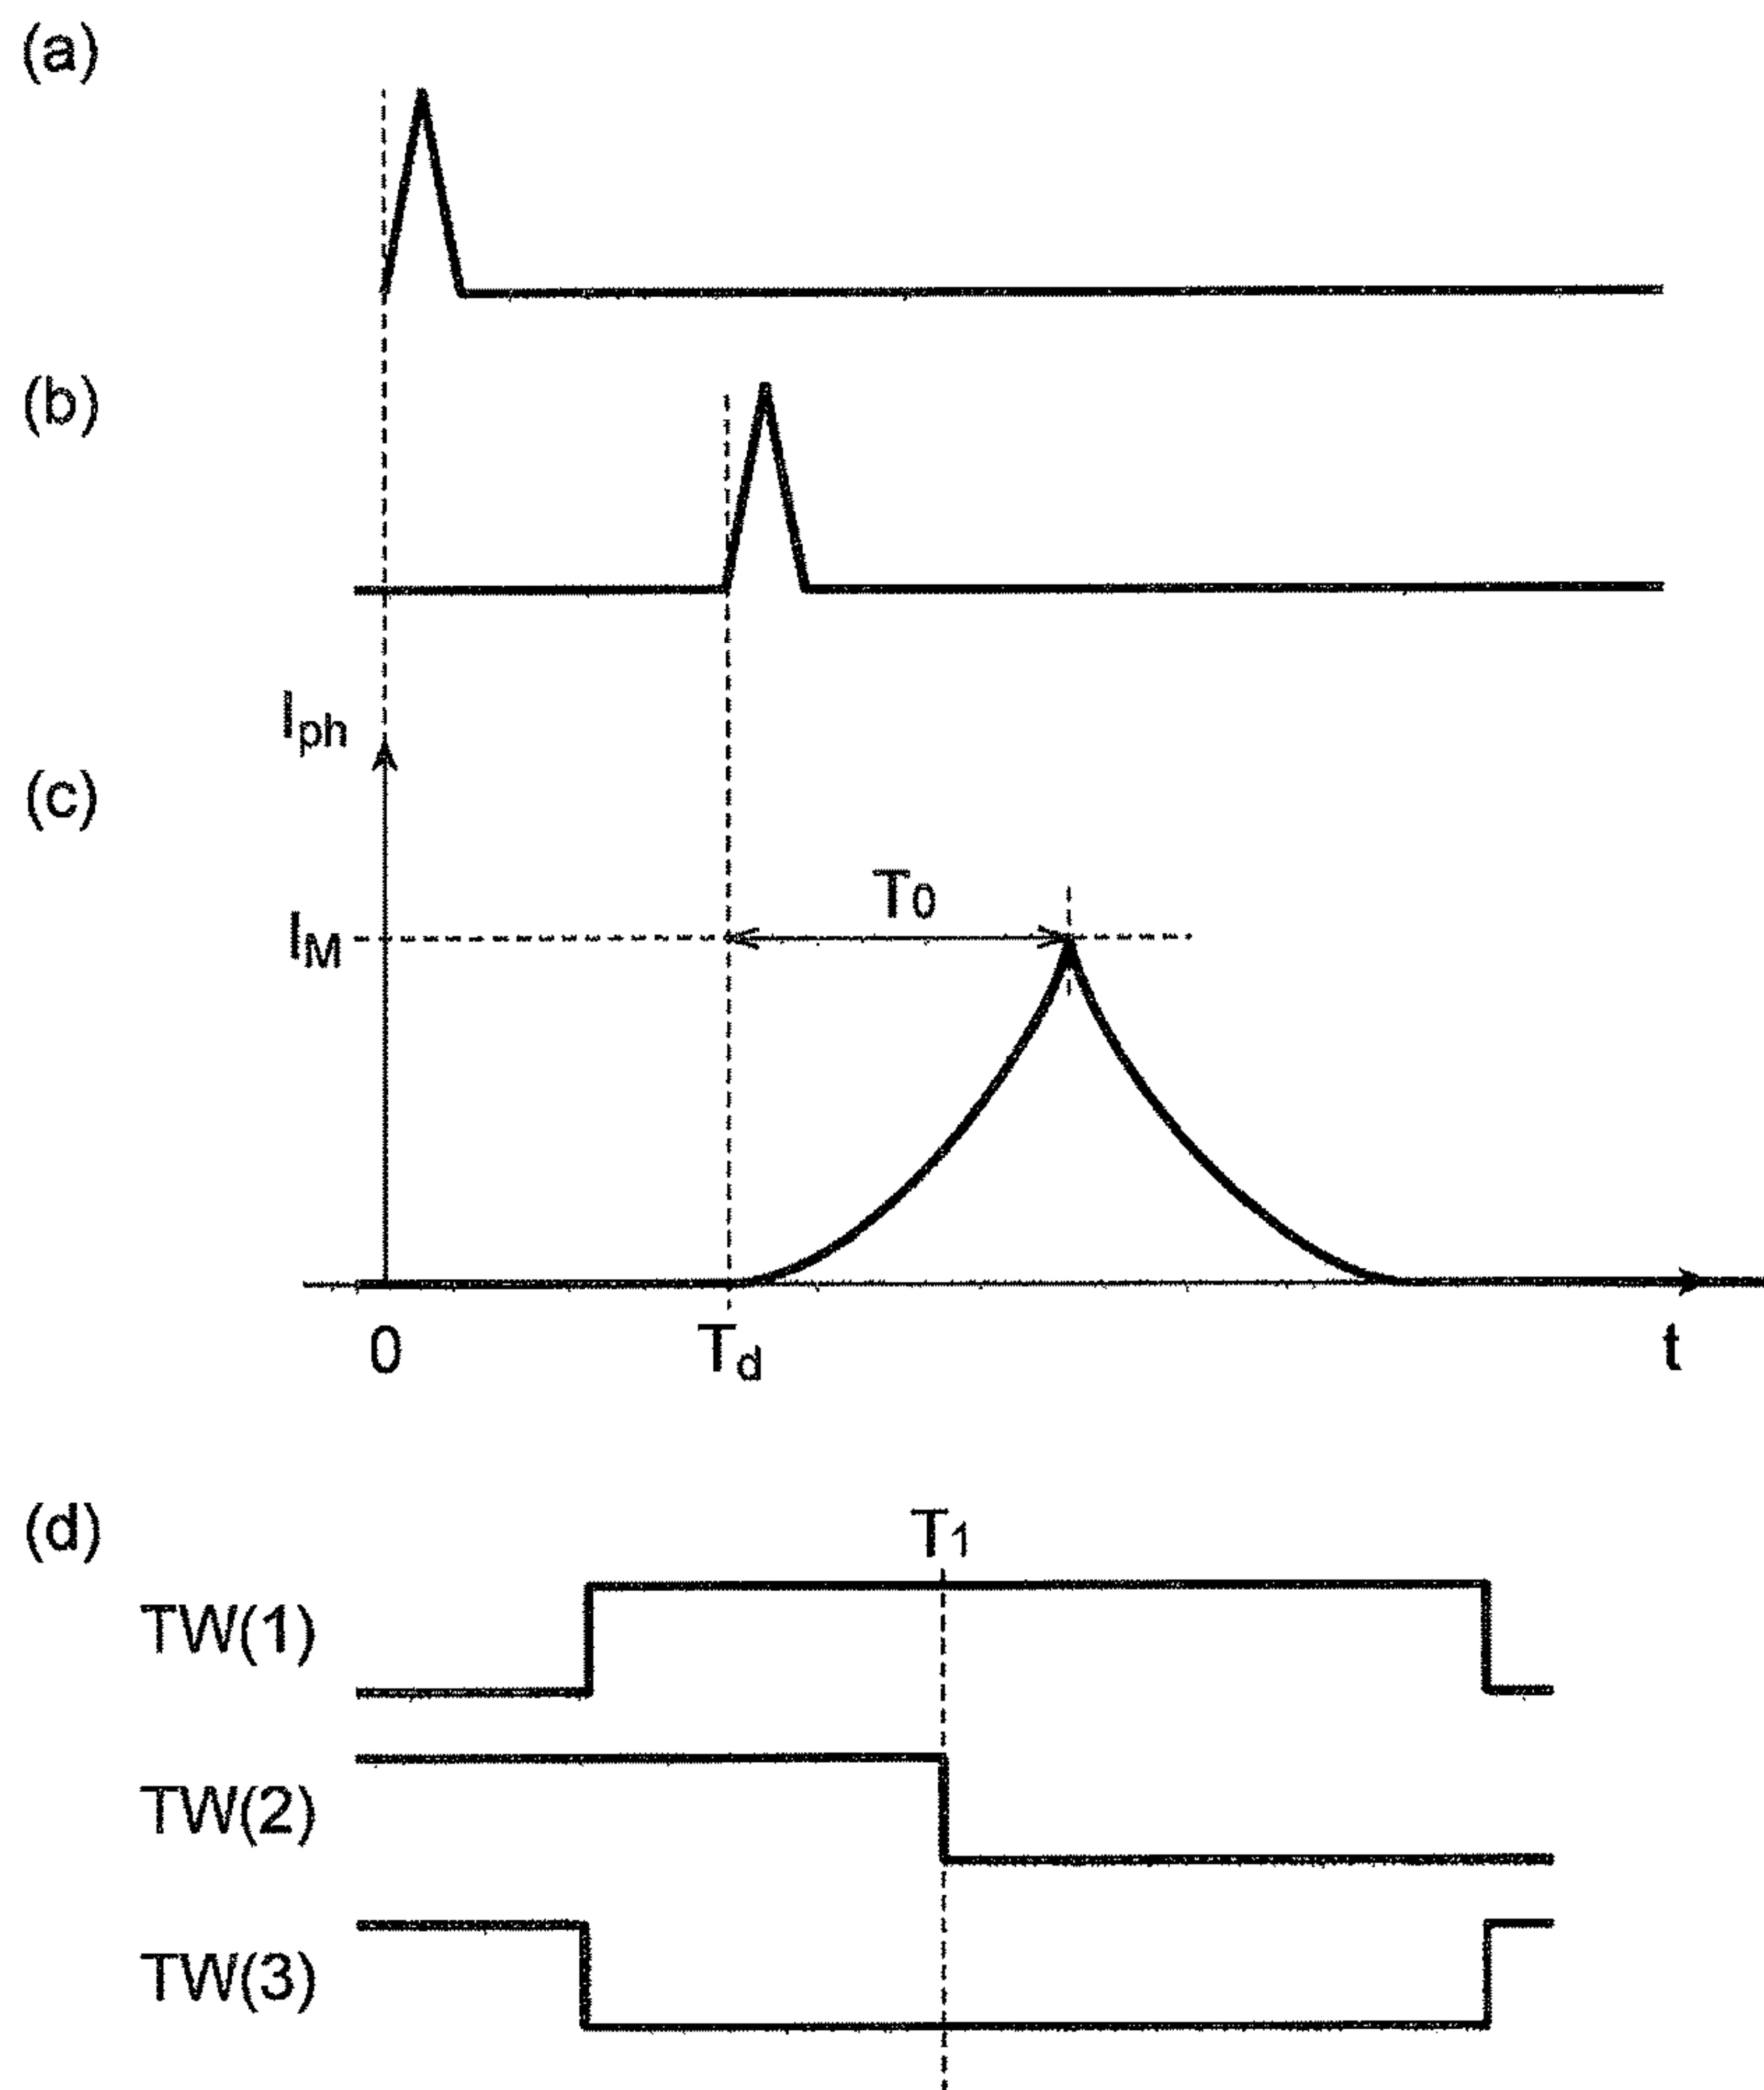 (a)
(b)
Iph
(c)
T0
IM
0
Td
t
(d)
T1
TW(1)
TW(2)
TW(3)